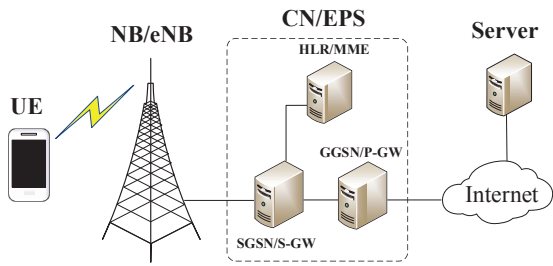 CN/EPS
NB/eNB
Server
HLR/MME
UE
GGSN/P-GW
Internet
SGSN/S-GW